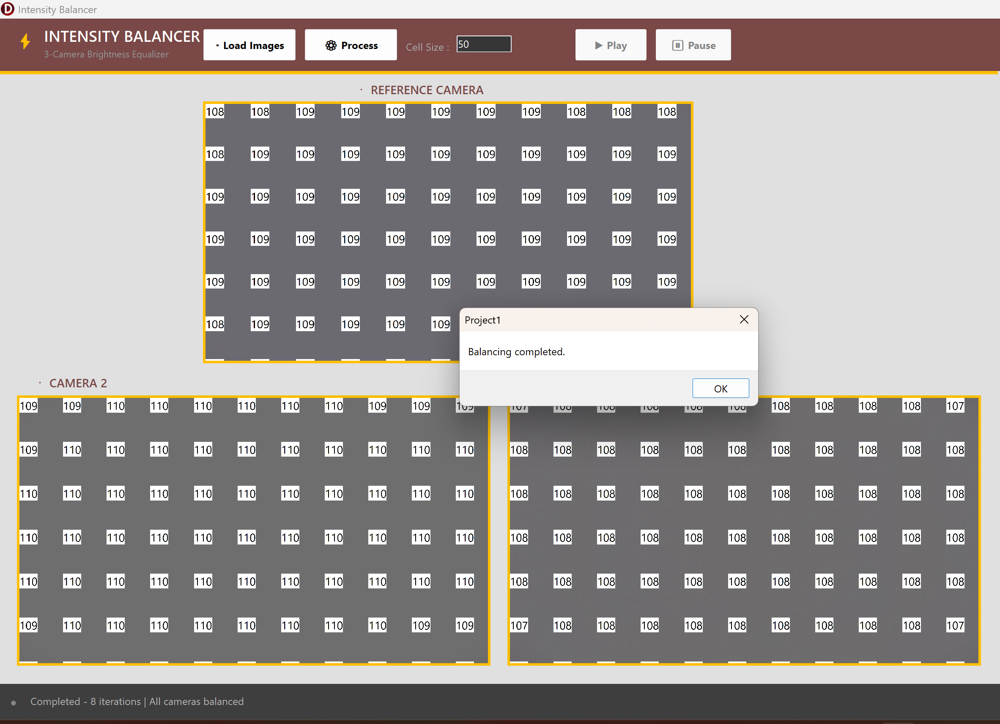 Intensity Balancer
INTENSITY BALANCER
3-Camera Brightness Equalizer
Load Images
Process
Cell Size :
50
Play
Pause
REFERENCE CAMERA
108 108 109 109 109 109 109 109 108 108 108
108 109 109 109 109 109 109 109 109 109 109
109 109 109 109 109 109 109 109 109 109 109
109 109 109 109 109 109 109 109 109 109 109
109 109 109 109 109 109 109 109 109 109 109
108 109 109 109 109 109
Project1
Balancing completed.
OK
CAMERA 2
109 109 110 110 110 110 110 110 109 109 109
109 110 110 110 110 110 110 110 110 110 110
110 110 110 110 110 110 110 110 110 110 110
110 110 110 110 110 110 110 110 110 110 110
110 110 110 110 110 110 110 110 110 110 110
109 110 110 110 110 110 110 110 110 109 109
107 108 108 108 108 108 108 108 108 108 107
108 108 108 108 108 108 108 108 108 108 108
108 108 108 108 108 108 108 108 108 108 108
108 108 108 108 108 108 108 108 108 108 108
108 108 108 108 108 108 108 108 108 108 108
107 108 108 108 108 108 108 108 108 108 107
Completed - 8 iterations | All cameras balanced